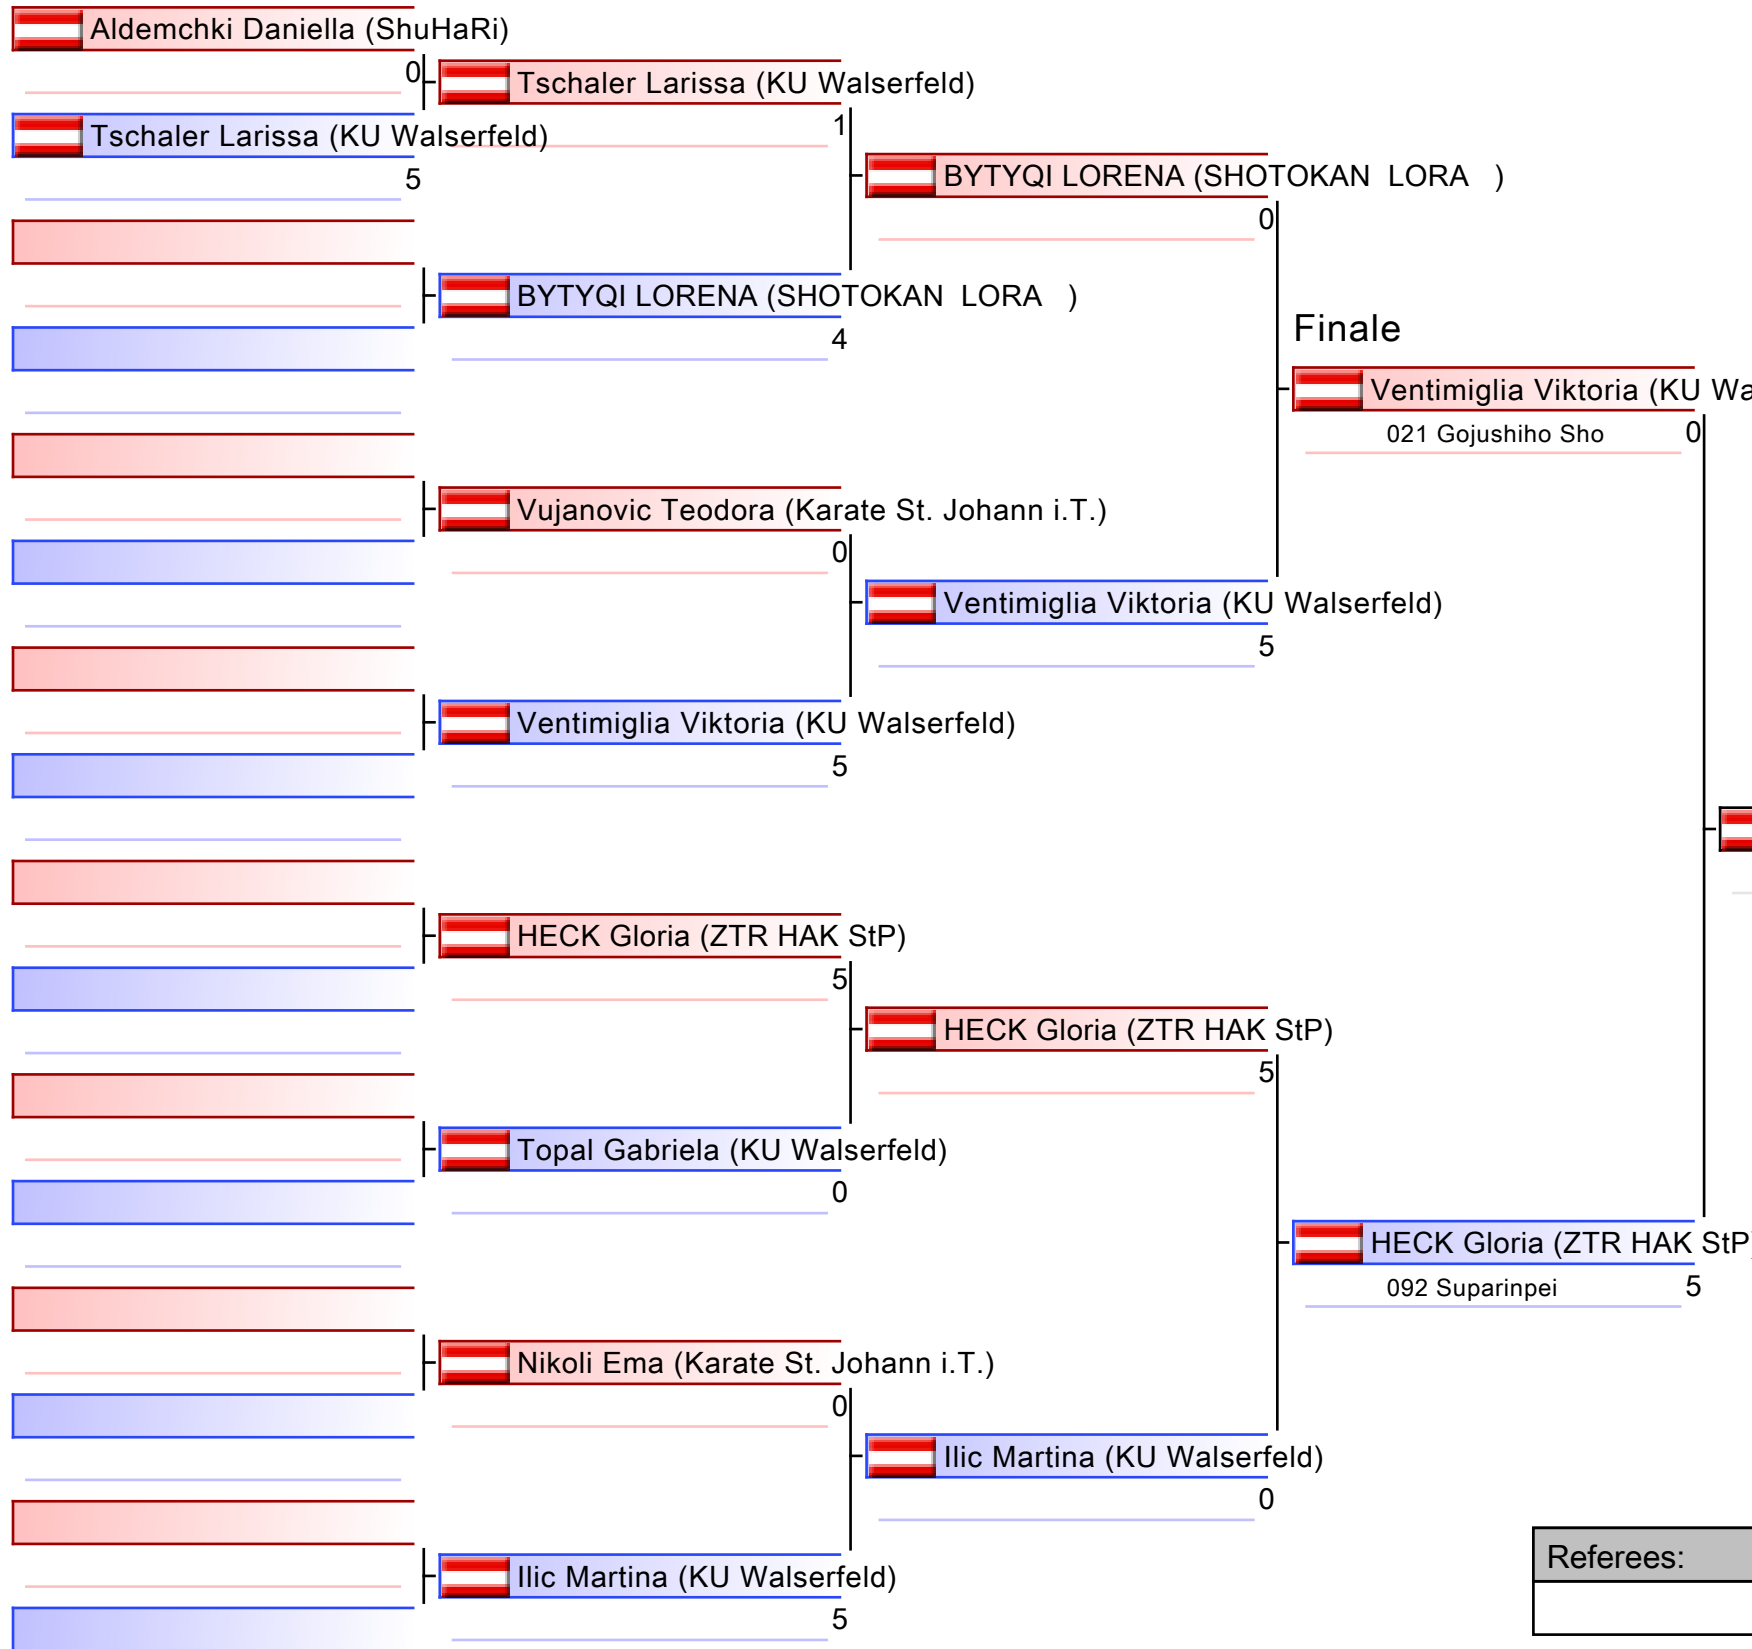 Aldemchki Daniella (ShuHaRi)
0
Tschaler Larissa (KU Walserfeld)
5
Tschaler Larissa (KU Walserfeld)
1
BYTYQI LORENA (SHOTOKAN  LORA   )
4
Vujanovic Teodora (Karate St. Johann i.T.)
0
Ventimiglia Viktoria (KU Walserfeld)
5
HECK Gloria (ZTR HAK StP)
5
Topal Gabriela (KU Walserfeld)
0
Nikoli Ema (Karate St. Johann i.T.)
0
Ilic Martina (KU Walserfeld)
5
BYTYQI LORENA (SHOTOKAN  LORA   )
0
Ventimiglia Viktoria (KU Walserfeld)
5
HECK Gloria (ZTR HAK StP)
5
Ilic Martina (KU Walserfeld)
0
Finale
Ventimiglia Viktoria (KU Wa
021 Gojushiho Sho 0
HECK Gloria (ZTR HAK StP)
092 Suparinpei 5
Referees: